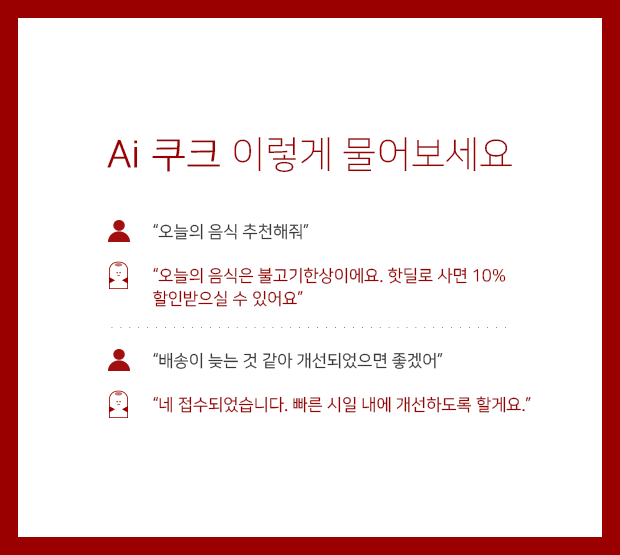 Ai 쿠크 이렇게 물어보세요
“오늘의 음식 추천해줘”
“오늘의 음식은 불고기한상이에요. 핫딜로 사면 10%
할인받으실 수 있어요”
“배송이 늦는 것 같아 개선되었으면 좋겠어”
“네 접수되었습니다. 빠른 시일 내에 개선하도록 할게요.”